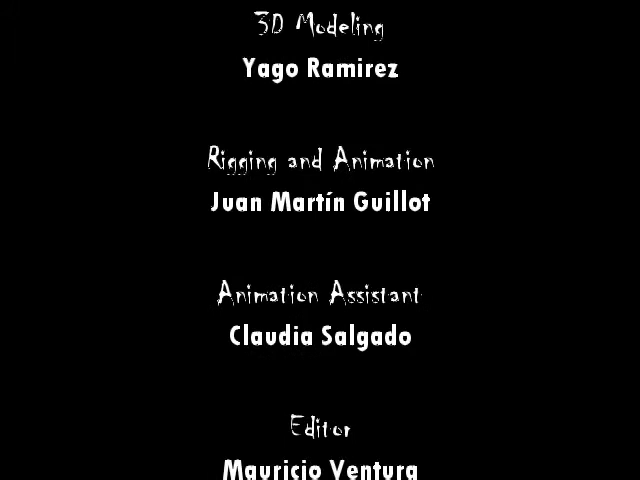 3D Modeling
Yago Ramirez
Rigging and Animation
Juan Martín Guillot
Animation Assistant
Claudia Salgado
Editor
Mauricio Ventura